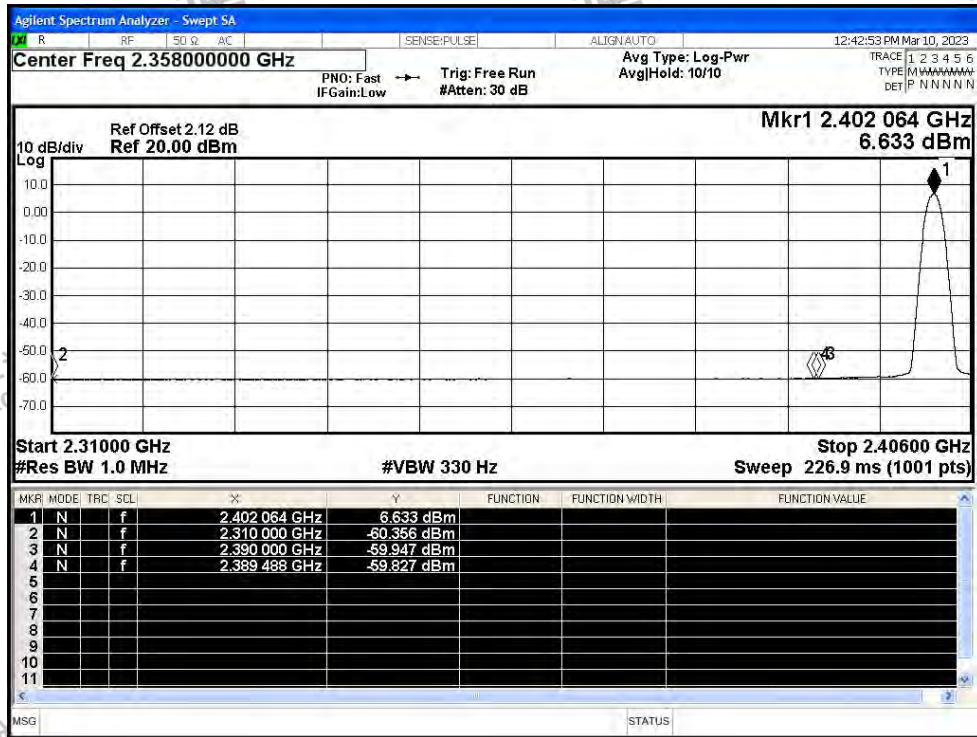 Agilent Spectrum Analyzer - Swept SA
LXI R RF 50 Ω AC SENSE:PULSE ALIGNAUTO 12:42:53 PM Mar 10, 2023
Center Freq 2.358000000 GHz
PNO: Fast
IFGain:Low
Trig: Free Run
#Atten: 30 dB
Avg Type: Log-Pwr
Avg|Hold: 10/10
TRACE 1 2 3 4 5 6
TYPE M WWWWW
DET P N N N N N
Ref Offset 2.12 dB
10 dB/div Ref 20.00 dBm
Log
Mkr1 2.402 064 GHz
6.633 dBm
1
10.0
0.00
-10.0
-20.0
-30.0
-40.0
-50.0
2
43
-60.0
-70.0
Start 2.31000 GHz Stop 2.40600 GHz
#Res BW 1.0 MHz #VBW 330 Hz Sweep 226.9 ms (1001 pts)
MKR MODE TRC SCL X Y FUNCTION FUNCTION WIDTH FUNCTION VALUE
1 N f 2.402 064 GHz 6.633 dBm
2 N f 2.310 000 GHz -60.356 dBm
3 N f 2.390 000 GHz -59.947 dBm
4 N f 2.389 488 GHz -59.827 dBm
5
6
7
8
9
10
11
MSG STATUS